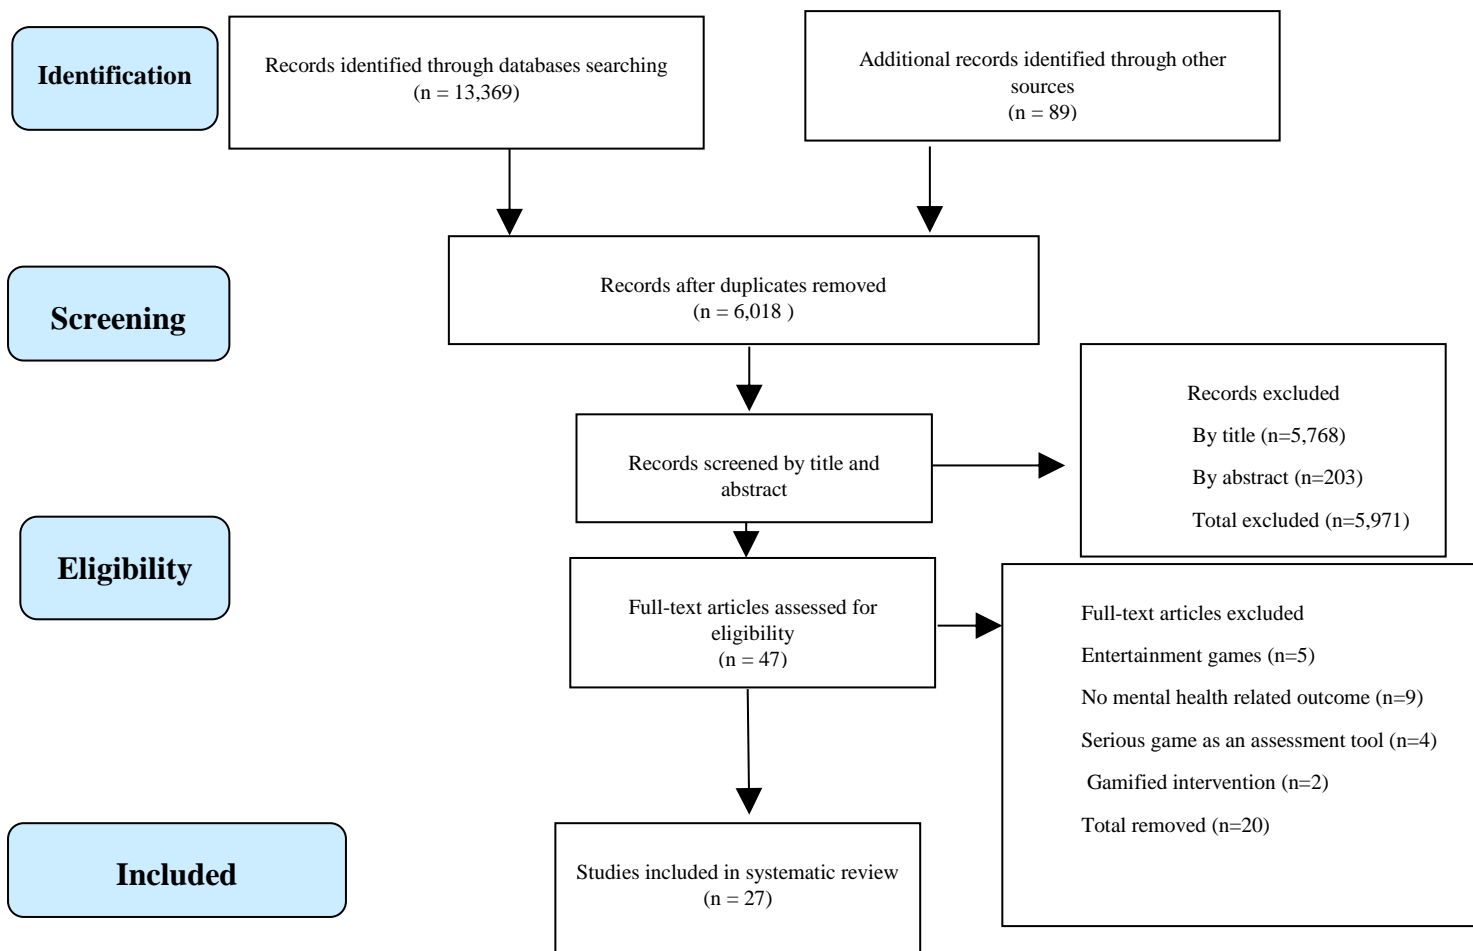 Identification
Records identified through databases searching
(n = 13,369)
Additional records identified through other
sources
(n = 89)
Screening
Records after duplicates removed
(n = 6,018 )
Records screened by title and
abstract
Records excluded
By title (n=5,768)
By abstract (n=203)
Total excluded (n=5,971)
Eligibility
Full-text articles assessed for
eligibility
(n = 47)
Full-text articles excluded
Entertainment games (n=5)
No mental health related outcome (n=9)
Serious game as an assessment tool (n=4)
Gamified intervention (n=2)
Total removed (n=20)
Included
Studies included in systematic review
(n = 27)